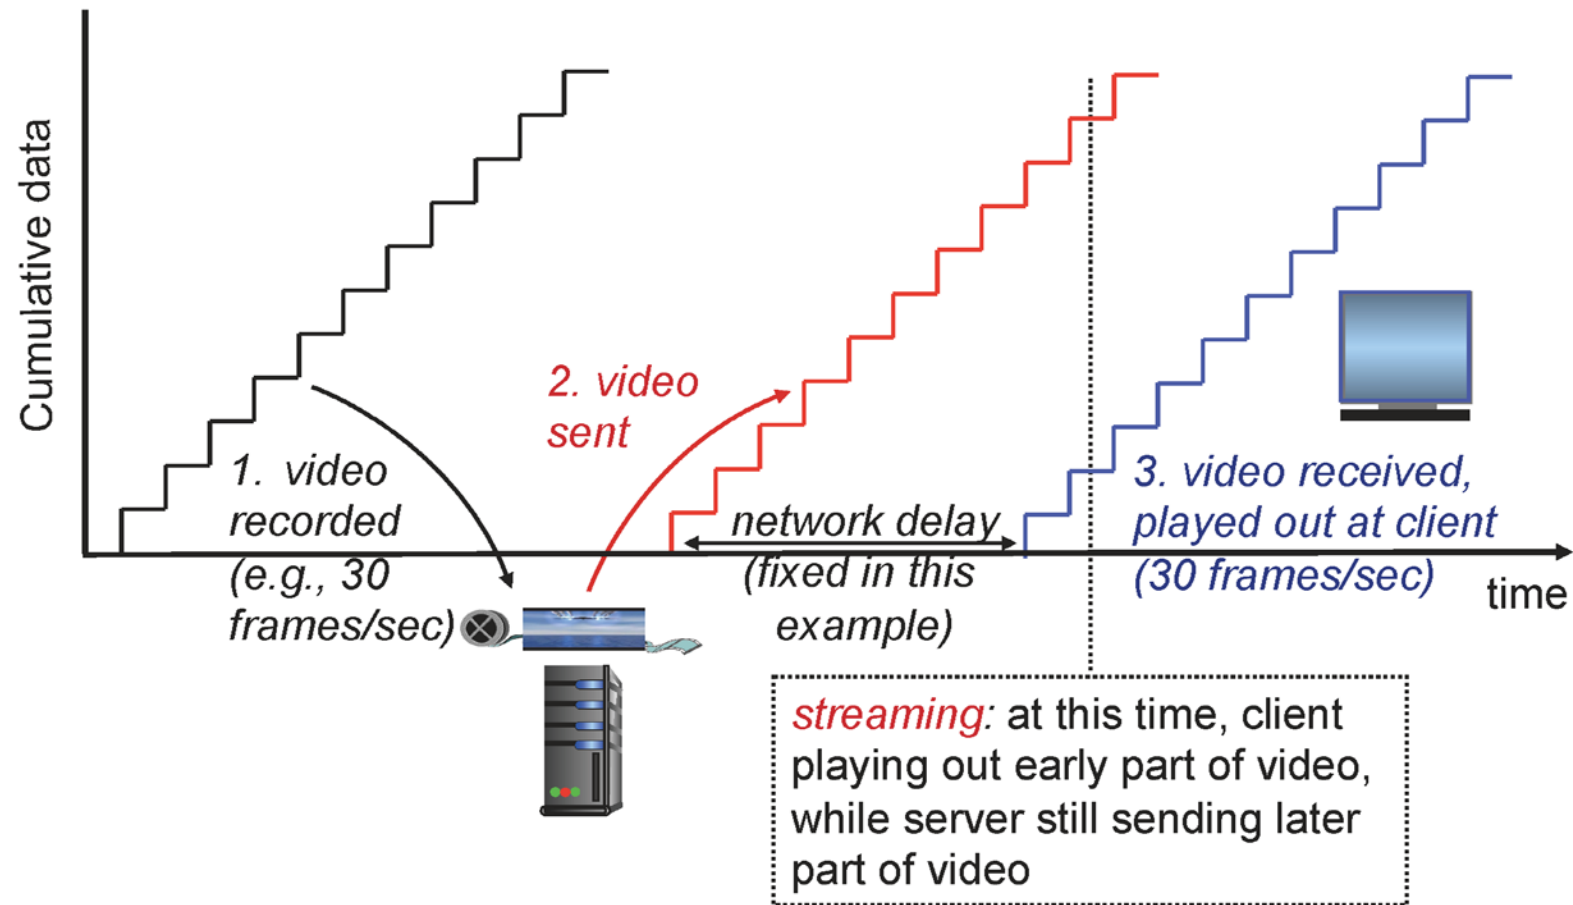 Cumulative data
1. video
recorded
(e.g., 30
frames/sec)
2. video
sent
network delay
(fixed in this
example)
3. video received,
played out at client
(30 frames/sec)
time
streaming: at this time, client
playing out early part of video,
while server still sending later
part of video